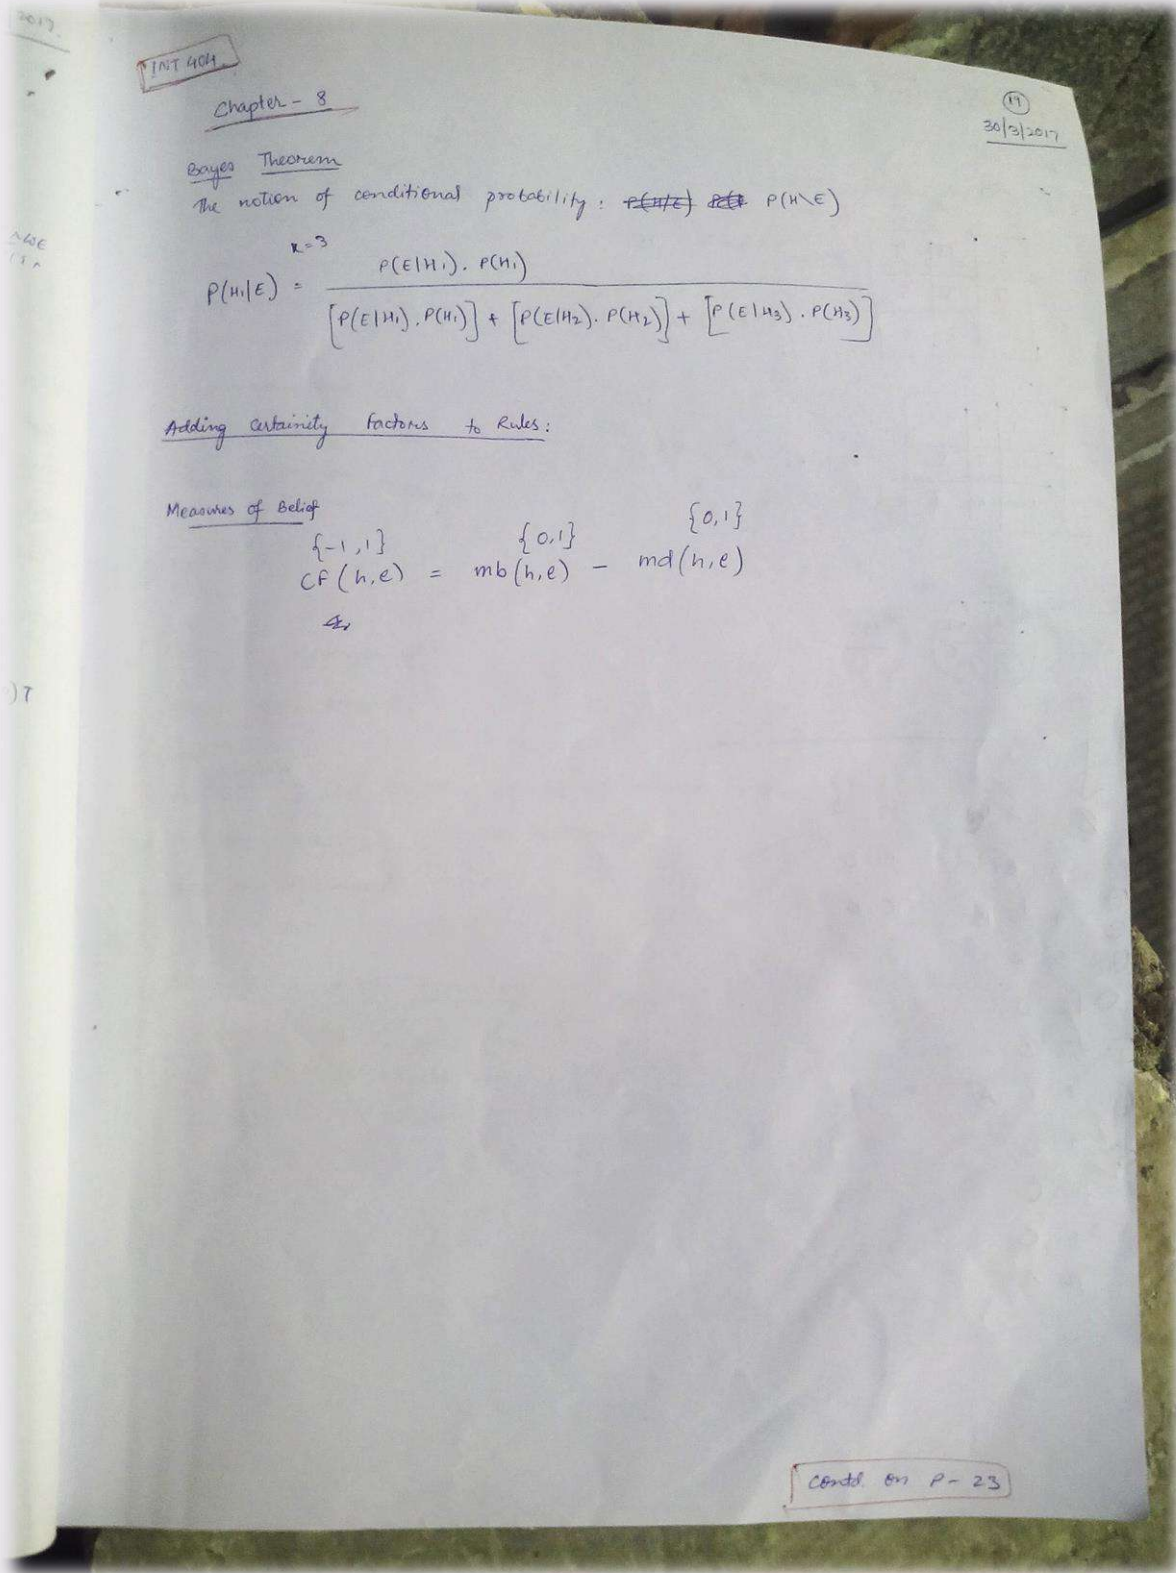 INT 404
Chapter - 8
30/3/2017
Bayes Theorem
The notion of conditional probability : P(H\E)
K=3
P(H₁|E) = P(E|H₁). P(H₁)
[P(E|H₁). P(H₁)] + [P(E|H₂). P(H₂)] + [P(E|H₃) . P(H₃)]
Adding Certainity Factors to Rules:
Measures of Belief
{-1,1} {0,1} {0,1}
CF(h,e) = mb(h,e) - md(h,e)
Contd. on P-23